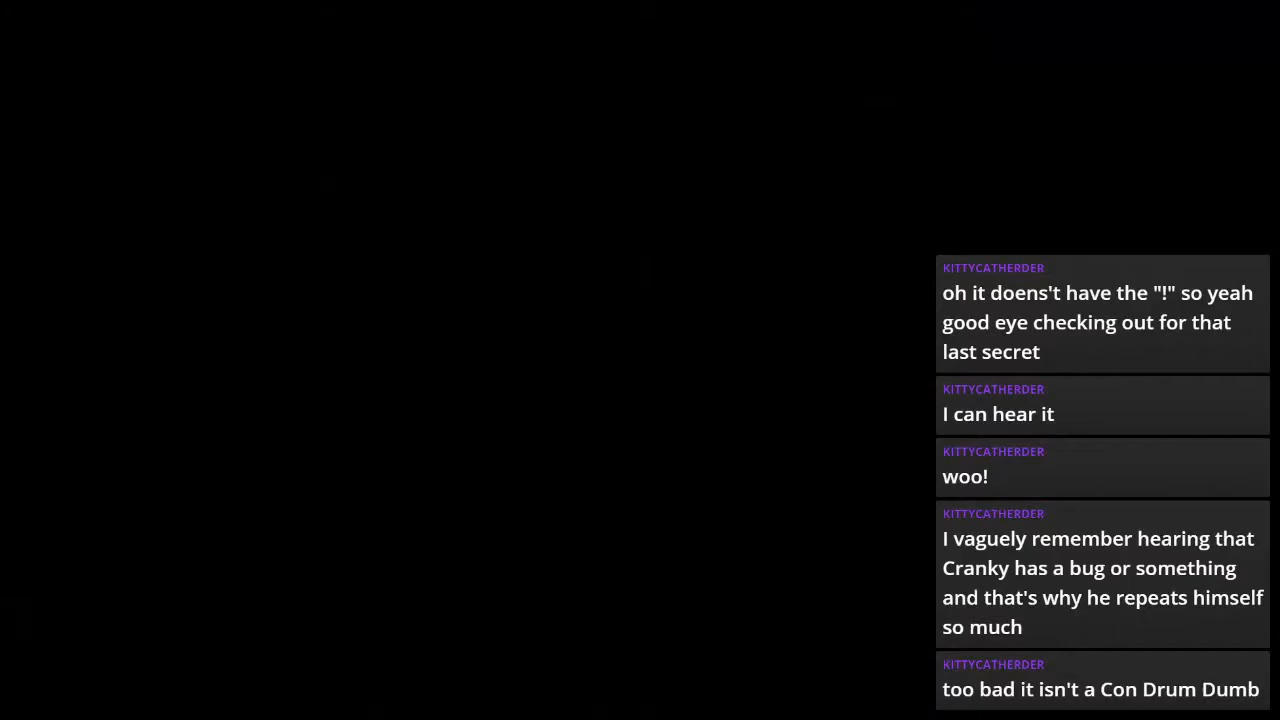 KITTYCATHERDER
oh it doens't have the "!" so yeah
good eye checking out for that
last secret
KITTYCATHERDER
I can hear it
KITTYCATHERDER
woo!
KITTYCATHERDER
I vaguely remember hearing that
Cranky has a bug or something
and that's why he repeats himself
so much
KITTYCATHERDER
too bad it isn't a Con Drum Dumb